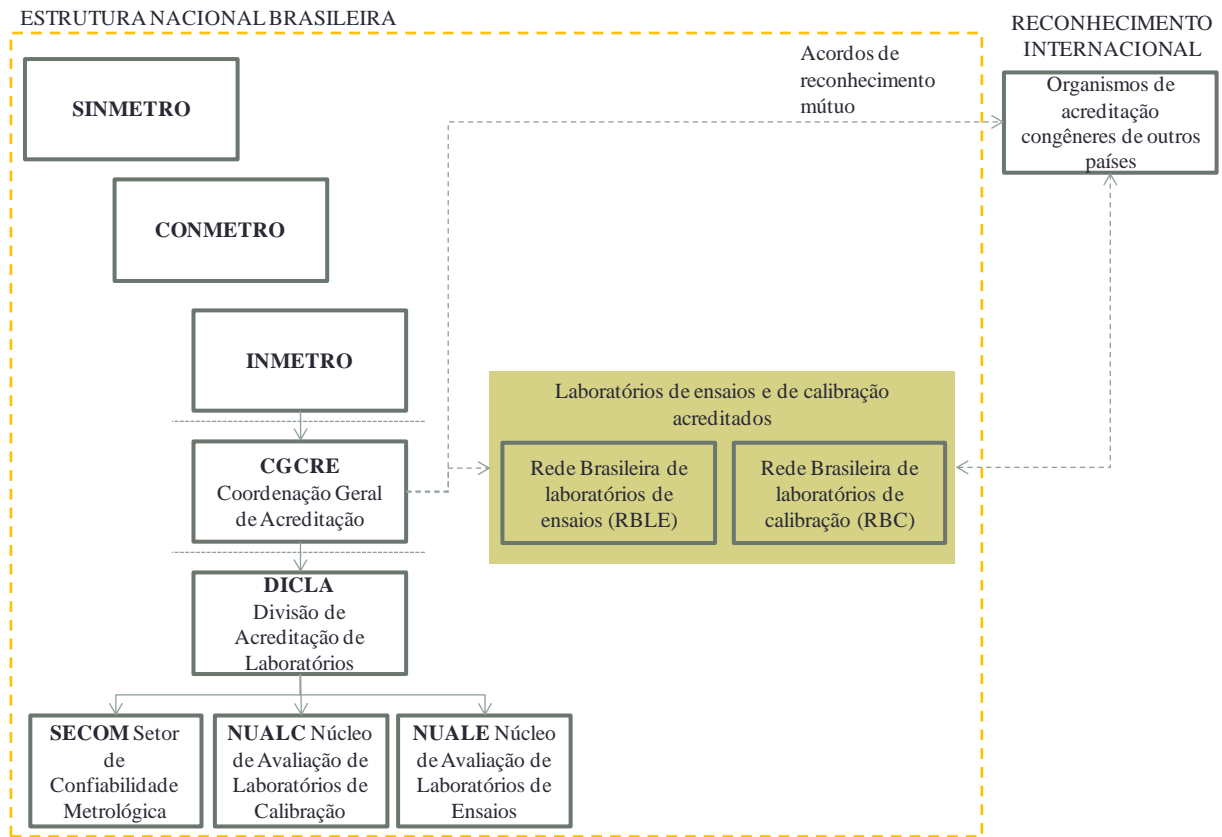 ESTRUTURA NACIONAL BRASILEIRA
RECONHECIMENTO
INTERNACIONAL
SINMETRO
Acordos de
reconhecimento
mútuo
Organismos de
acreditação
congêneres de outros
países
CONMETRO
INMETRO
Laboratórios de ensaios e de calibração
acreditados
CGCRE
Coordenação Geral
de Acreditação
Rede Brasileira de
laboratórios de
ensaios (RBLE)
Rede Brasileira de
laboratórios de
calibração (RBC)
DICLA
Divisão de
Acreditação de
Laboratórios
SECOM Setor
de
Confiabilidade
Metrológica
NUALC Núcleo
de Avaliação de
Laboratórios de
Calibração
NUALE Núcleo
de Avaliação de
Laboratórios de
Ensaios